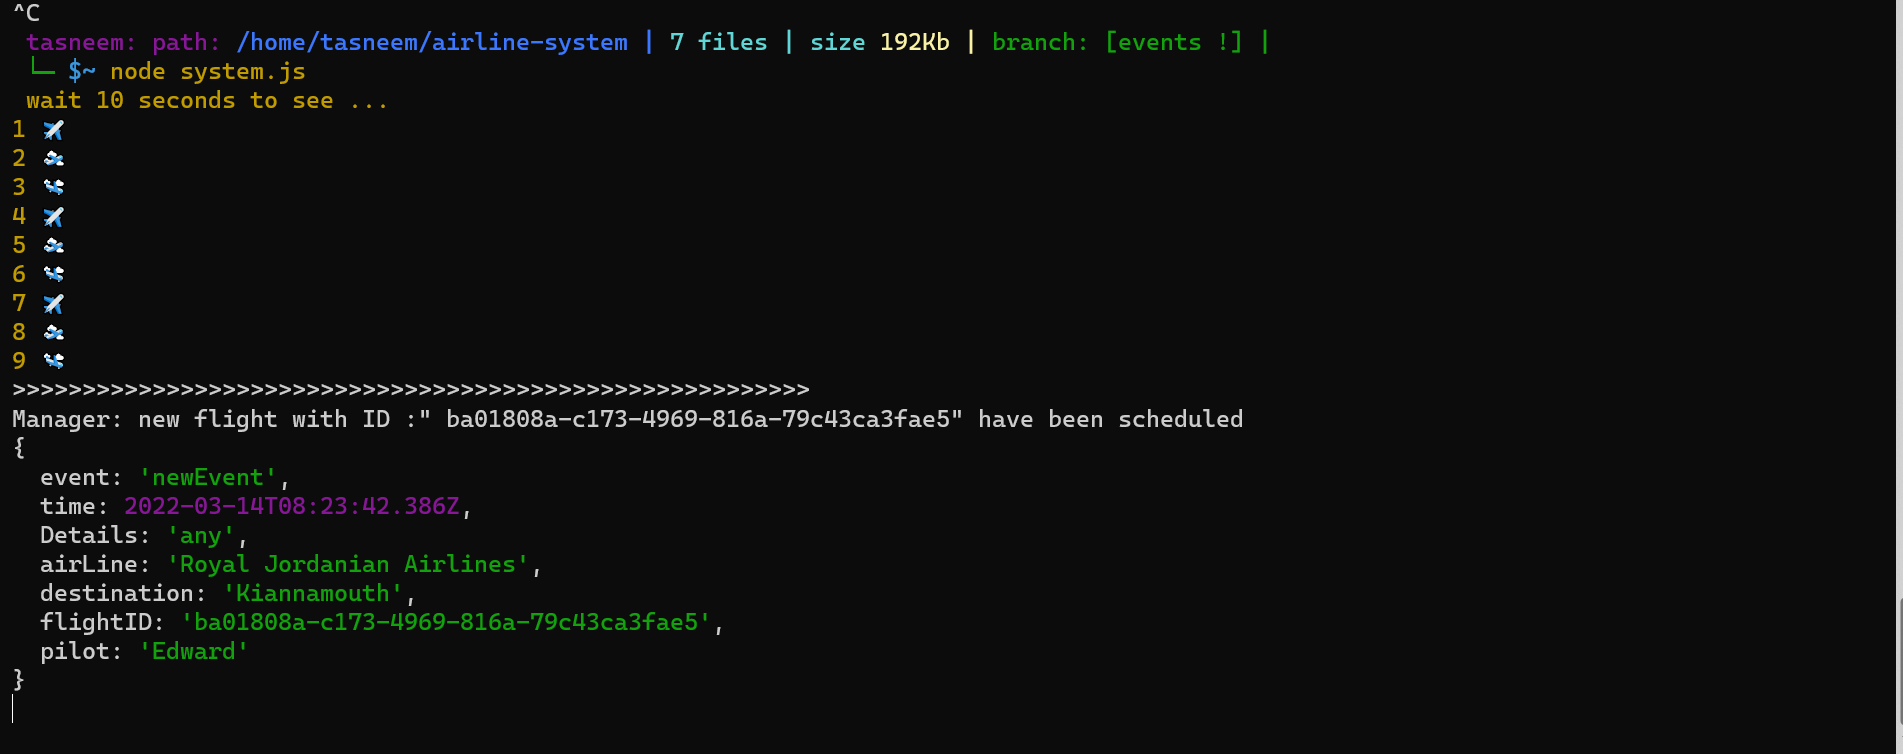 ^C
tasneem: path: /home/tasneem/airline-system | 7 files | size 192Kb | branch: [events !] |
└─ $~ node system.js
wait 10 seconds to see ...
1 ✈️
2 🛬
3 🛫
4 ✈️
5 🛬
6 🛫
7 ✈️
8 🛬
9 🛫
>>>>>>>>>>>>>>>>>>>>>>>>>>>>>>>>>>>>>>>>>>>>>>>>>>>>>>>>>
Manager: new flight with ID :" ba01808a-c173-4969-816a-79c43ca3fae5" have been scheduled
{
  event: 'newEvent',
  time: 2022-03-14T08:23:42.386Z,
  Details: 'any',
  airLine: 'Royal Jordanian Airlines',
  destination: 'Kiannamouth',
  flightID: 'ba01808a-c173-4969-816a-79c43ca3fae5',
  pilot: 'Edward'
}